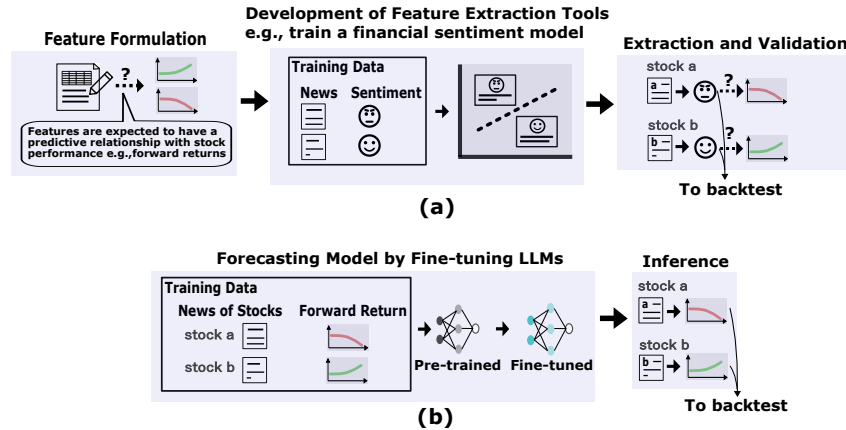 Feature Formulation
?
Features are expected to have a
predictive relationship with stock
performance e.g.,forward returns
Development of Feature Extraction Tools
e.g., train a financial sentiment model
Training Data
News Sentiment
Extraction and Validation
stock a
a
?
stock b
b
?
To backtest
(a)
Forecasting Model by Fine-tuning LLMs
Training Data
News of Stocks Forward Return
stock a
stock b
Pre-trained Fine-tuned
Inference
stock a
a
stock b
b
To backtest
(b)